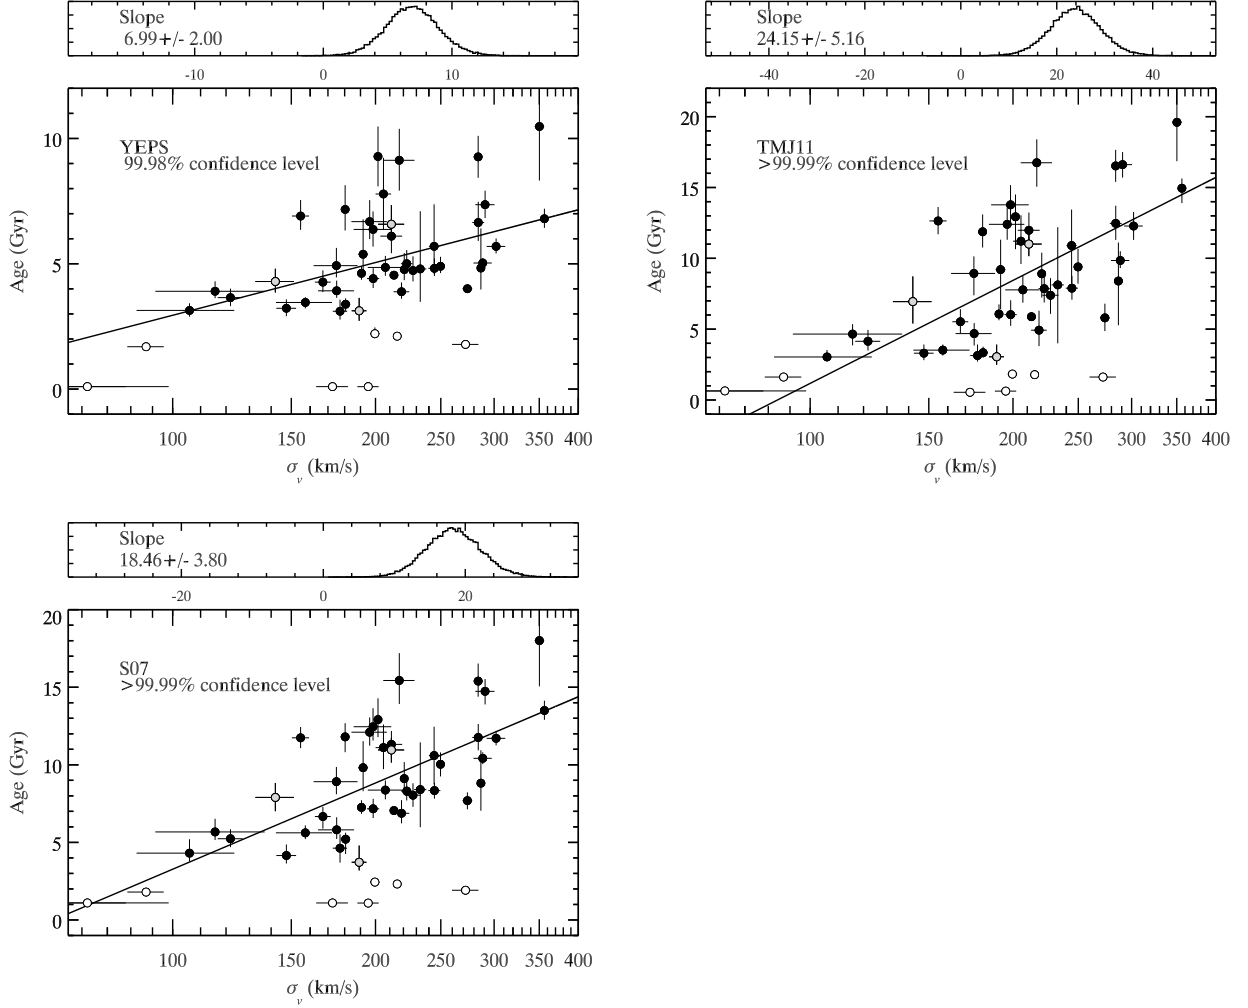 Slope
6.99+/- 2.00
-10 0 10
YEPS
99.98% confidence level
10
5
0
Age (Gyr)
100 150 200 250 300 350 400
σv (km/s)
Slope
24.15+/- 5.16
-40 -20 0 20 40
TMJ11
>99.99% confidence level
20
15
10
5
0
Age (Gyr)
100 150 200 250 300 350 400
σv (km/s)
Slope
18.46+/- 3.80
-20 0 20
S07
>99.99% confidence level
20
15
10
5
0
Age (Gyr)
100 150 200 250 300 350 400
σv (km/s)